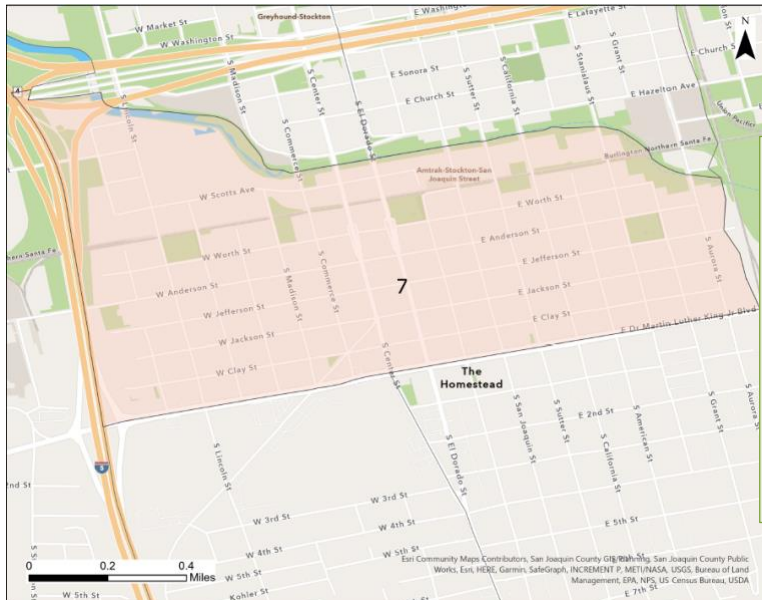 Greyhound-Stockton
W Market St
W Washington St
E Washing
E Lafayette St
N
S Madison St
S Center St
E Sonora St
E Church St
S Sutter St
S California St
S Stanislaus St
S Grant St
E Church S
E Hazelton Ave
Union Pacific
4
S Lincoln St
S Commerce St
S El Dorado St
Burlington Northern Santa Fe
Amtrak-Stockton-San
Joaquin Street
W Scotts Ave
E Worth St
hern Santa Fe
W Worth St
E Anderson St
S Aurora St
W Anderson St
S Madison St
S Commerce St
E Jefferson St
7
W Jefferson St
E Jackson St
W Jackson St
E Clay St
E Dr Martin Luther King Jr Blvd
W Clay St
S Center St
The
Homestead
S Lincoln St
S El Dorado St
S San Joaquin St
S Sutter St
E 2nd St
S California St
S American St
S Grant St
S Aurora St
5
2nd St
W 3rd St
W 4th St
E 5th St
W 4th St
W 5th St
W 5th St
W 5th St
Kohler St
E 7th St
0 0.2 0.4
Miles
Esri Community Maps Contributors, San Joaquin County GIS/Planning, San Joaquin County Public
Works, Esri, HERE, Garmin, SafeGraph, INCREMENT P, METI/NASA, USGS, Bureau of Land
Management, EPA, NPS, US Census Bureau, USDA